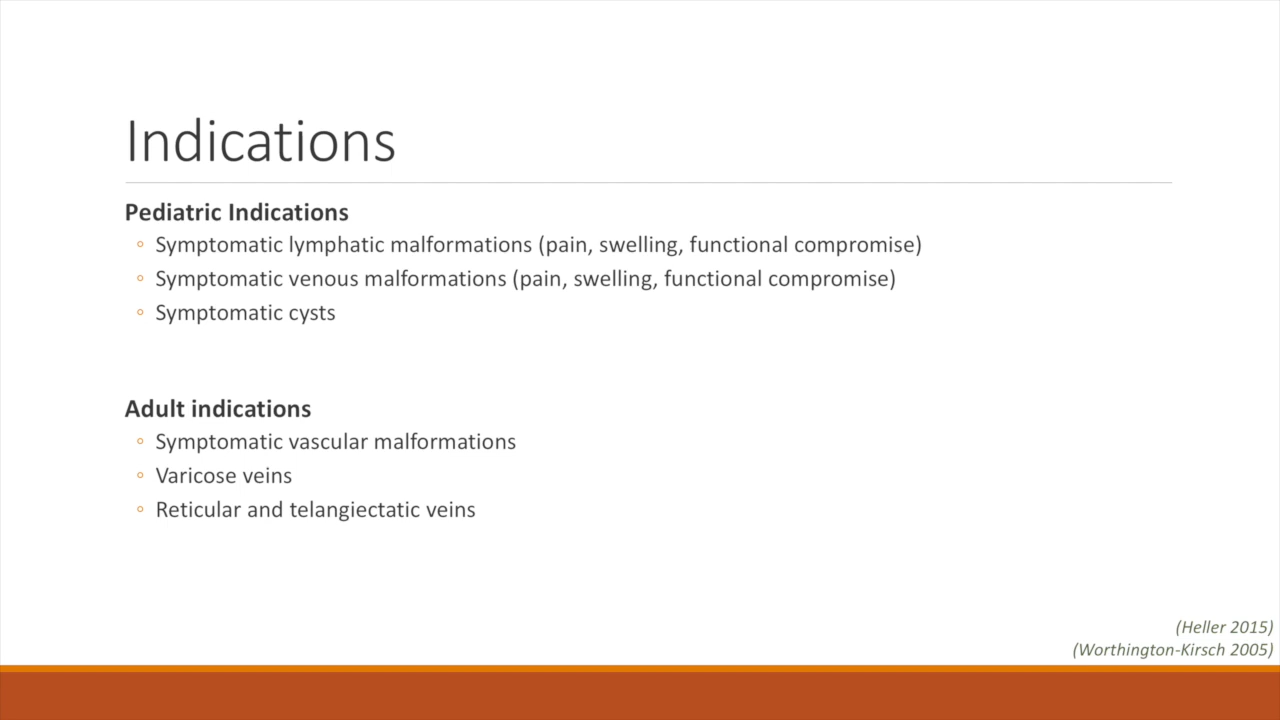 Indications
Pediatric Indications
◦ Symptomatic lymphatic malformations (pain, swelling, functional compromise)
◦ Symptomatic venous malformations (pain, swelling, functional compromise)
◦ Symptomatic cysts
Adult indications
◦ Symptomatic vascular malformations
◦ Varicose veins
◦ Reticular and telangiectatic veins
(Heller 2015)
(Worthington-Kirsch 2005)